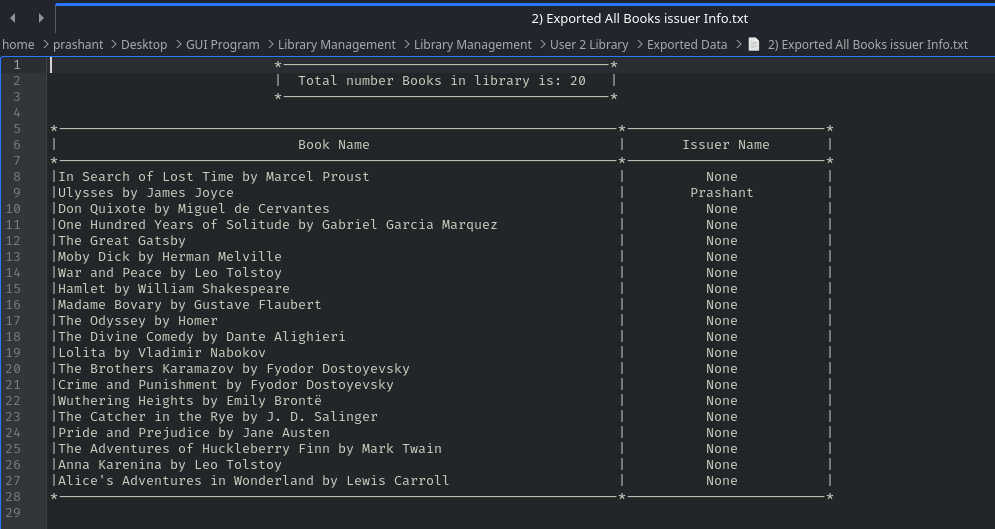 2) Exported All Books issuer Info.txt
home > prashant > Desktop > GUI Program > Library Management > Library Management > User 2 Library > Exported Data > 2) Exported All Books issuer Info.txt
1 *—————————————————————————————————————————*
2 | Total number Books in library is: 20 |
3 *—————————————————————————————————————————*
4
5 *——————————————————————————————————————————————————————————————————————*—————————————————————————*
6 | Book Name | Issuer Name |
7 *——————————————————————————————————————————————————————————————————————*—————————————————————————*
8 |In Search of Lost Time by Marcel Proust | None |
9 |Ulysses by James Joyce | Prashant |
10 |Don Quixote by Miguel de Cervantes | None |
11 |One Hundred Years of Solitude by Gabriel Garcia Marquez | None |
12 |The Great Gatsby | None |
13 |Moby Dick by Herman Melville | None |
14 |War and Peace by Leo Tolstoy | None |
15 |Hamlet by William Shakespeare | None |
16 |Madame Bovary by Gustave Flaubert | None |
17 |The Odyssey by Homer | None |
18 |The Divine Comedy by Dante Alighieri | None |
19 |Lolita by Vladimir Nabokov | None |
20 |The Brothers Karamazov by Fyodor Dostoyevsky | None |
21 |Crime and Punishment by Fyodor Dostoyevsky | None |
22 |Wuthering Heights by Emily Brontë | None |
23 |The Catcher in the Rye by J. D. Salinger | None |
24 |Pride and Prejudice by Jane Austen | None |
25 |The Adventures of Huckleberry Finn by Mark Twain | None |
26 |Anna Karenina by Leo Tolstoy | None |
27 |Alice's Adventures in Wonderland by Lewis Carroll | None |
28 *——————————————————————————————————————————————————————————————————————*—————————————————————————*
29